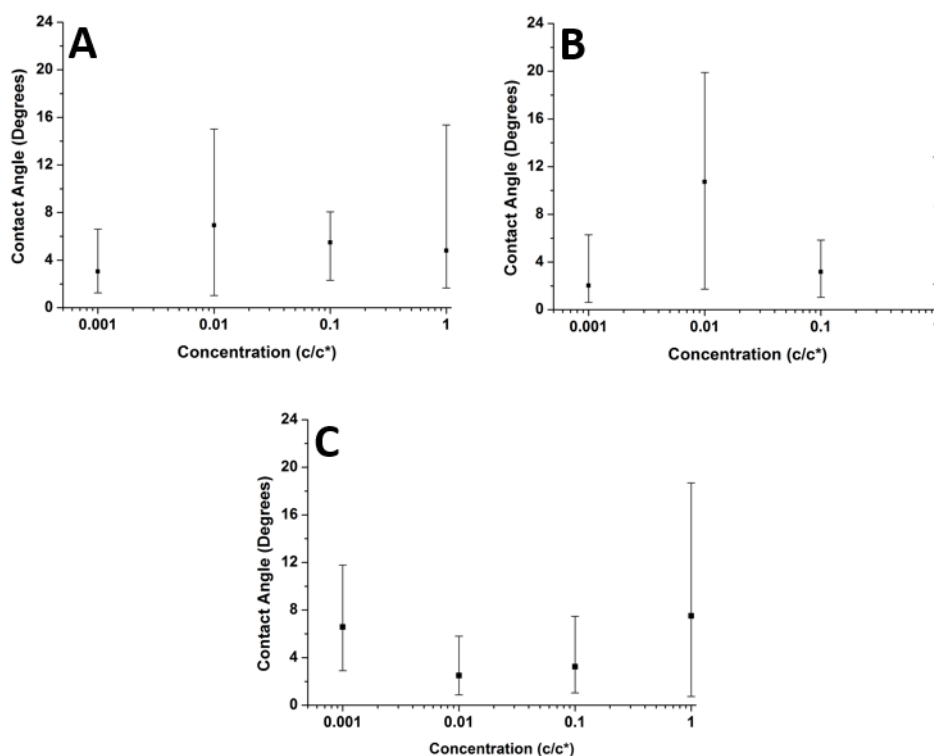 A
Contact Angle (Degrees)
24
20
16
12
8
4
0
0.001 0.01 0.1 1
Concentration (c/c*)
B
Contact Angle (Degrees)
24
20
16
12
8
4
0
0.001 0.01 0.1
Concentration (c/c*)
C
Contact Angle (Degrees)
24
20
16
12
8
4
0
0.001 0.01 0.1 1
Concentration (c/c*)